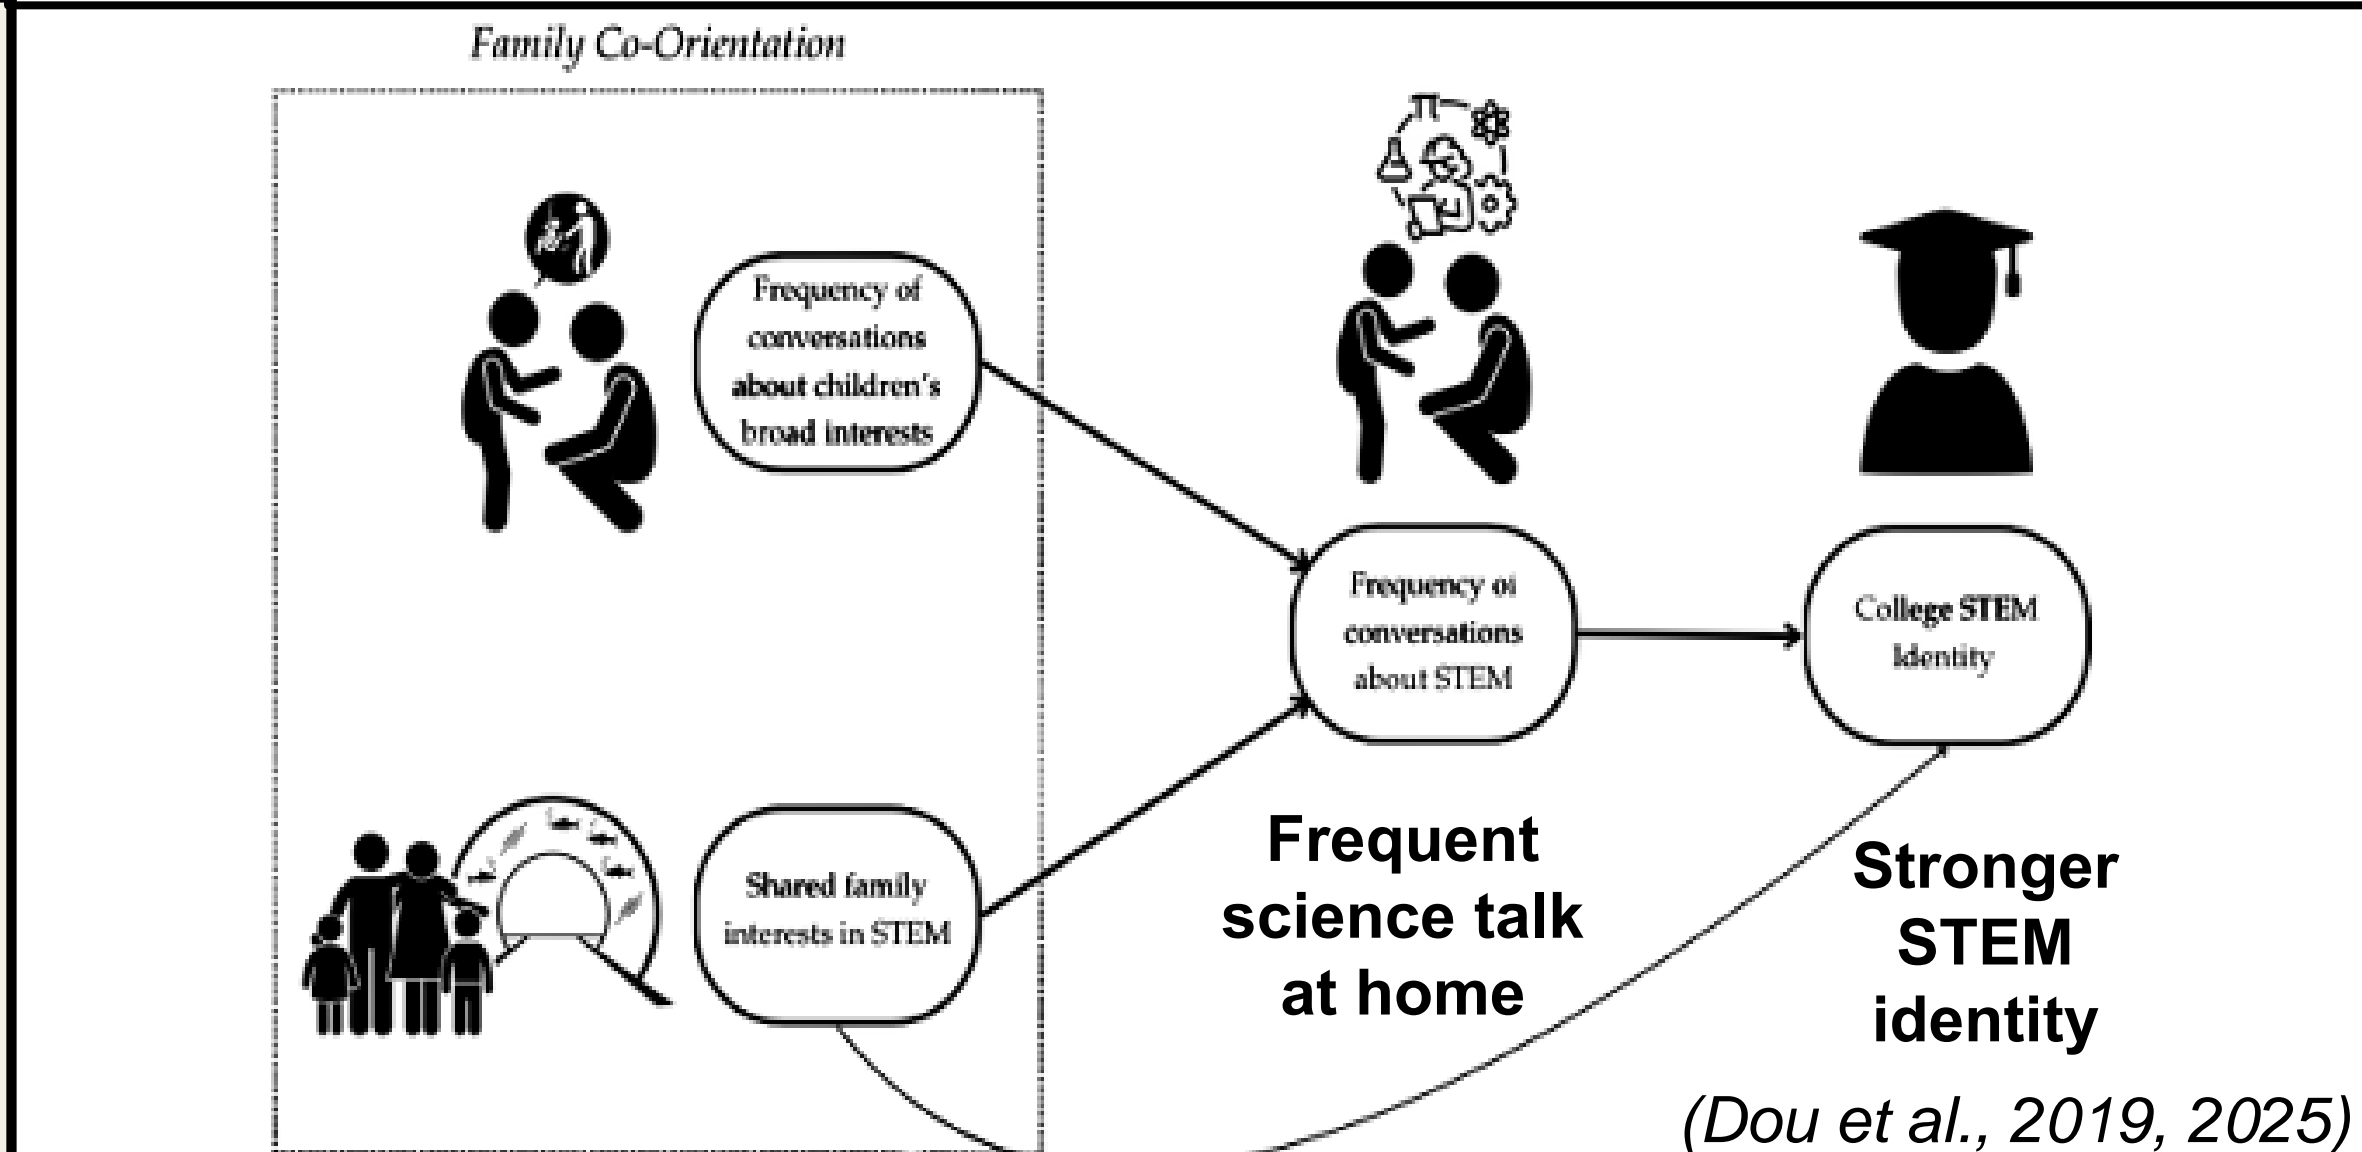 Family Co-Orientation
Frequency of
conversations
about children's
broad interests
Frequency of
conversations
about STEM
College STEM
Identity
Shared family
interests in STEM
Frequent
science talk
at home
Stronger
STEM
identity
(Dou et al., 2019, 2025)